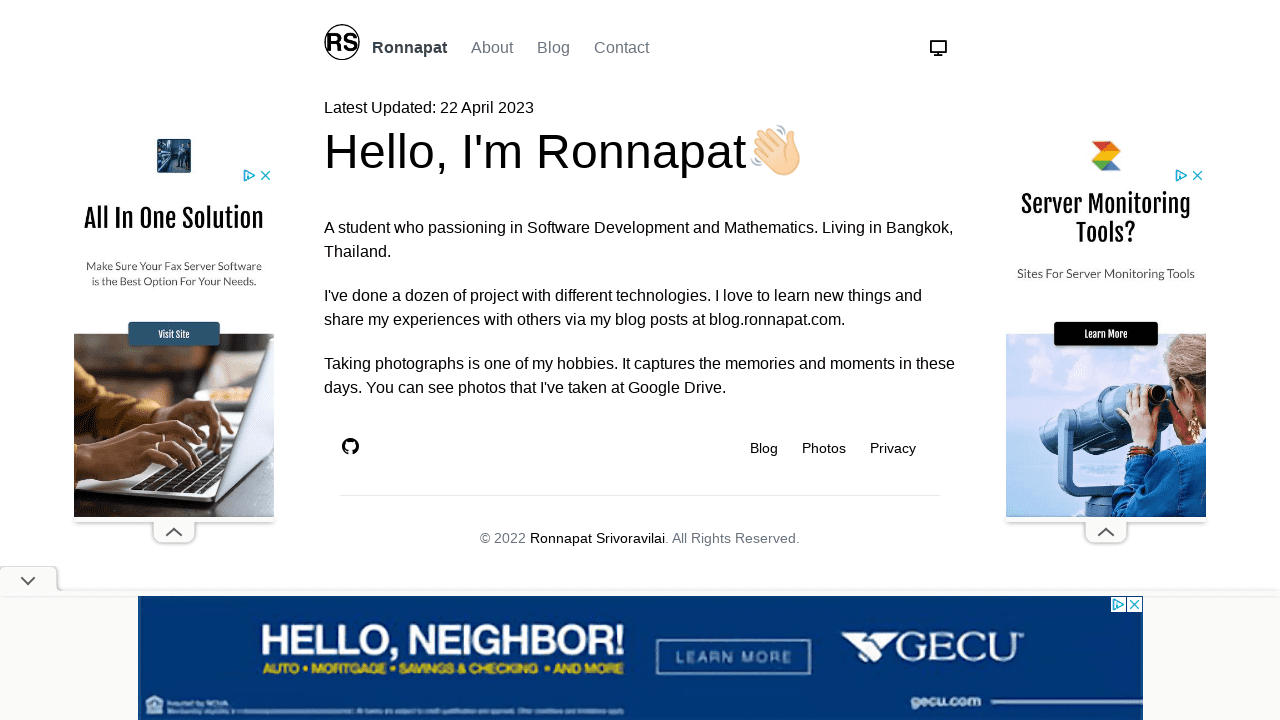 RS
Ronnapat
About
Blog
Contact
Latest Updated: 22 April 2023
Hello, I'm Ronnapat👋🏻
A student who passioning in Software Development and Mathematics. Living in Bangkok,
Thailand.
I've done a dozen of project with different technologies. I love to learn new things and
share my experiences with others via my blog posts at blog.ronnapat.com.
Taking photographs is one of my hobbies. It captures the memories and moments in these
days. You can see photos that I've taken at Google Drive.
Blog
Photos
Privacy
© 2022 Ronnapat Srivoravilai. All Rights Reserved.
All In One Solution
Make Sure Your Fax Server Software
is the Best Option For Your Needs.
Visit Site
Server Monitoring
Tools?
Sites For Server Monitoring Tools
Learn More
HELLO, NEIGHBOR!
AUTO • MORTGAGE • SAVINGS & CHECKING • AND MORE
LEARN MORE
GECU
Insured by NCUA
gecu.com